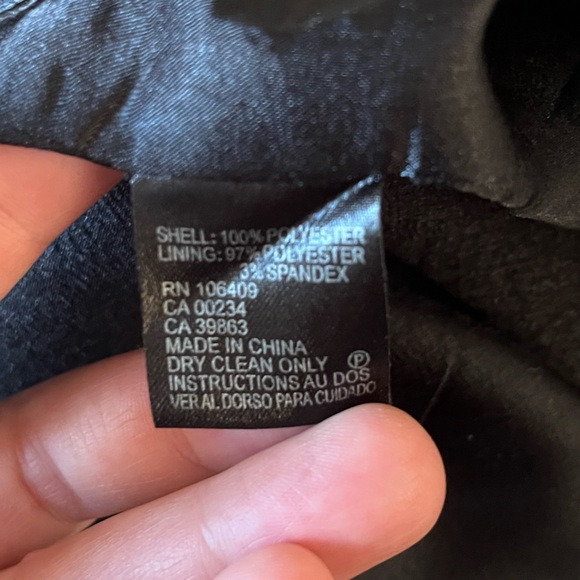 SHELL: 100% POLYESTER
LINING: 97% POLYESTER
3% SPANDEX
RN 106409
CA 00234
CA 39863
MADE IN CHINA
DRY CLEAN ONLY Ⓟ
INSTRUCTIONS AU DOS
VER AL DORSO PARA CUIDADO